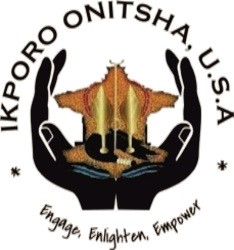 IKPORO ONITSHA, U.S.A
* *
Engage, Enlighten, Empower